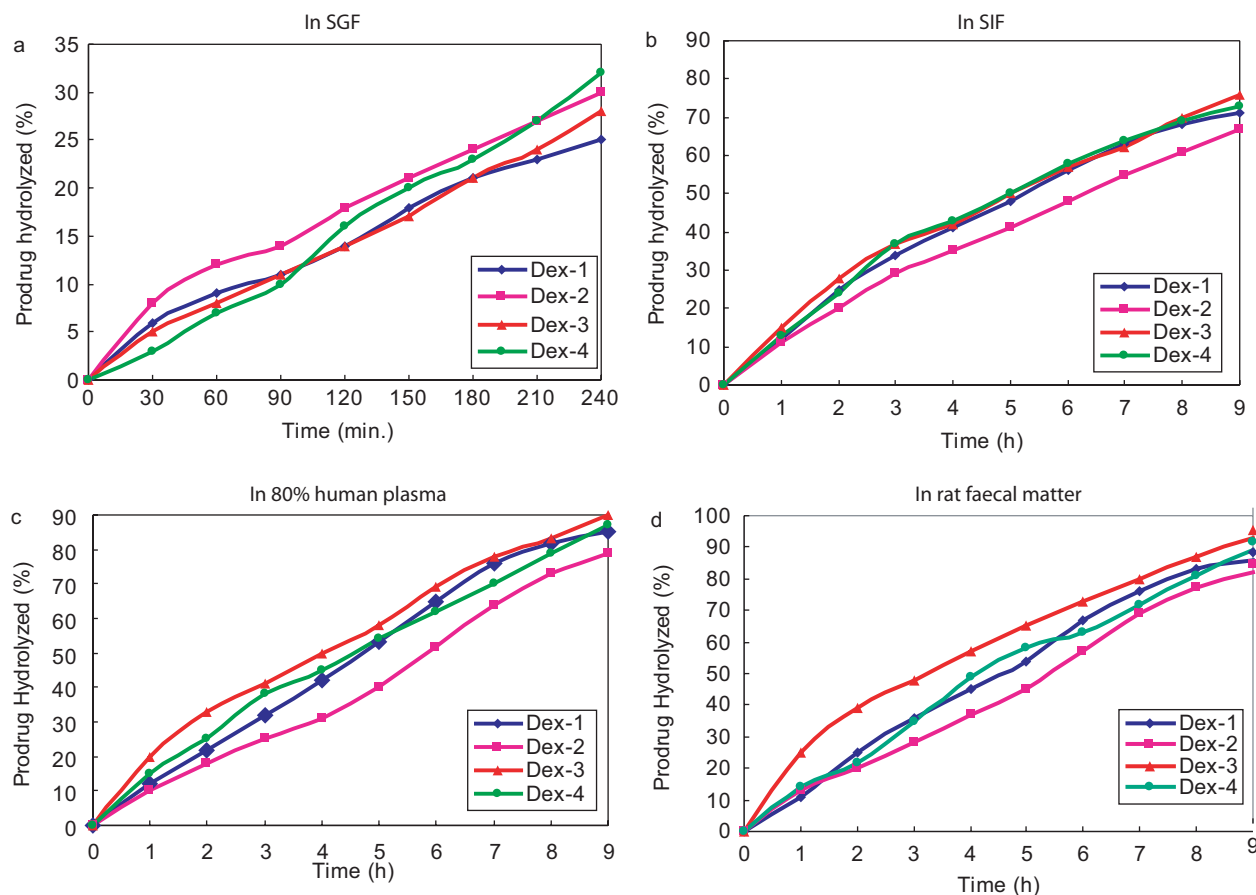 In SGF
a
Prodrug hydrolyzed (%)
35
30
25
20
15
10
5
0
0 30 60 90 120 150 180 210 240
Time (min.)
Dex-1
Dex-2
Dex-3
Dex-4
In SIF
b
Prodrug hydrolyzed (%)
90
80
70
60
50
40
30
20
10
0
0 1 2 3 4 5 6 7 8 9
Time (h)
Dex-1
Dex-2
Dex-3
Dex-4
In 80% human plasma
c
Prodrug Hydrolyzed (%)
90
80
70
60
50
40
30
20
10
0
0 1 2 3 4 5 6 7 8 9
Time (h)
Dex-1
Dex-2
Dex-3
Dex-4
In rat faecal matter
d
Prodrug Hydrolyzed (%)
100
90
80
70
60
50
40
30
20
10
0
0 1 2 3 4 5 6 7 8 9
Time (h)
Dex-1
Dex-2
Dex-3
Dex-4